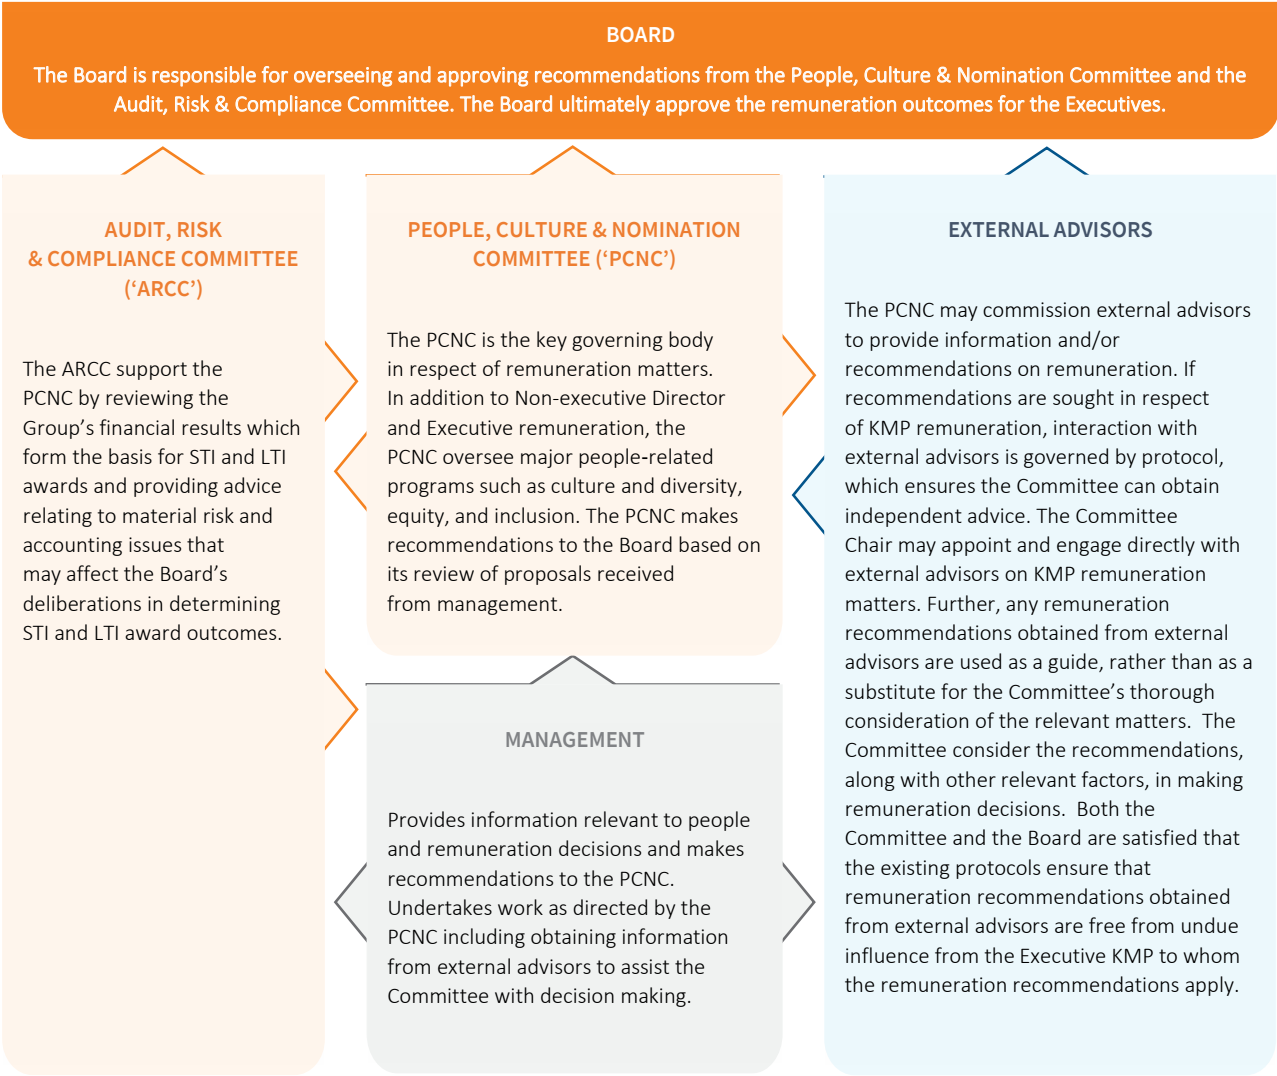 BOARD
The Board is responsible for overseeing and approving recommendations from the People, Culture & Nomination Committee and the
Audit, Risk & Compliance Committee. The Board ultimately approve the remuneration outcomes for the Executives.
AUDIT, RISK
& COMPLIANCE COMMITTEE
(‘ARCC’)
The ARCC support the
PCNC by reviewing the
Group’s financial results which
form the basis for STI and LTI
awards and providing advice
relating to material risk and
accounting issues that
may affect the Board’s
deliberations in determining
STI and LTI award outcomes.
PEOPLE, CULTURE & NOMINATION
COMMITTEE (‘PCNC’)
The PCNC is the key governing body
in respect of remuneration matters.
In addition to Non-executive Director
and Executive remuneration, the
PCNC oversee major people-related
programs such as culture and diversity,
equity, and inclusion. The PCNC makes
recommendations to the Board based on
its review of proposals received
from management.
MANAGEMENT
Provides information relevant to people
and remuneration decisions and makes
recommendations to the PCNC.
Undertakes work as directed by the
PCNC including obtaining information
from external advisors to assist the
Committee with decision making.
EXTERNAL ADVISORS
The PCNC may commission external advisors
to provide information and/or
recommendations on remuneration. If
recommendations are sought in respect
of KMP remuneration, interaction with
external advisors is governed by protocol,
which ensures the Committee can obtain
independent advice. The Committee
Chair may appoint and engage directly with
external advisors on KMP remuneration
matters. Further, any remuneration
recommendations obtained from external
advisors are used as a guide, rather than as a
substitute for the Committee’s thorough
consideration of the relevant matters.  The
Committee consider the recommendations,
along with other relevant factors, in making
remuneration decisions.  Both the
Committee and the Board are satisfied that
the existing protocols ensure that
remuneration recommendations obtained
from external advisors are free from undue
influence from the Executive KMP to whom
the remuneration recommendations apply.